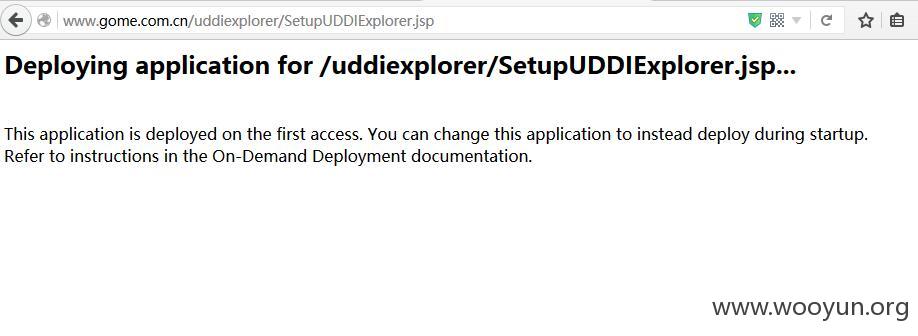 www.gome.com.cn/uddiexplorer/SetupUDDIExplorer.jsp
Deploying application for /uddiexplorer/SetupUDDIExplorer.jsp...
This application is deployed on the first access. You can change this application to instead deploy during startup.
Refer to instructions in the On-Demand Deployment documentation.
www.wooyun.org